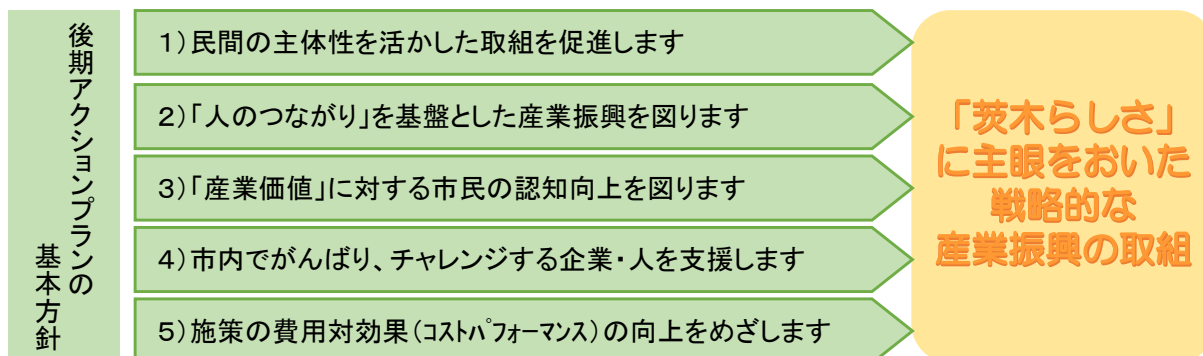 後期アクションプランの
基本方針
1）民間の主体性を活かした取組を促進します
2）「人のつながり」を基盤とした産業振興を図ります
3）「産業価値」に対する市民の認知向上を図ります
4）市内でがんばり、チャレンジする企業・人を支援します
5）施策の費用対効果（ｺｽﾄﾊﾟﾌｫｰﾏﾝｽ）の向上をめざします
「茨木らしさ」
に主眼をおいた
戦略的な
産業振興の取組